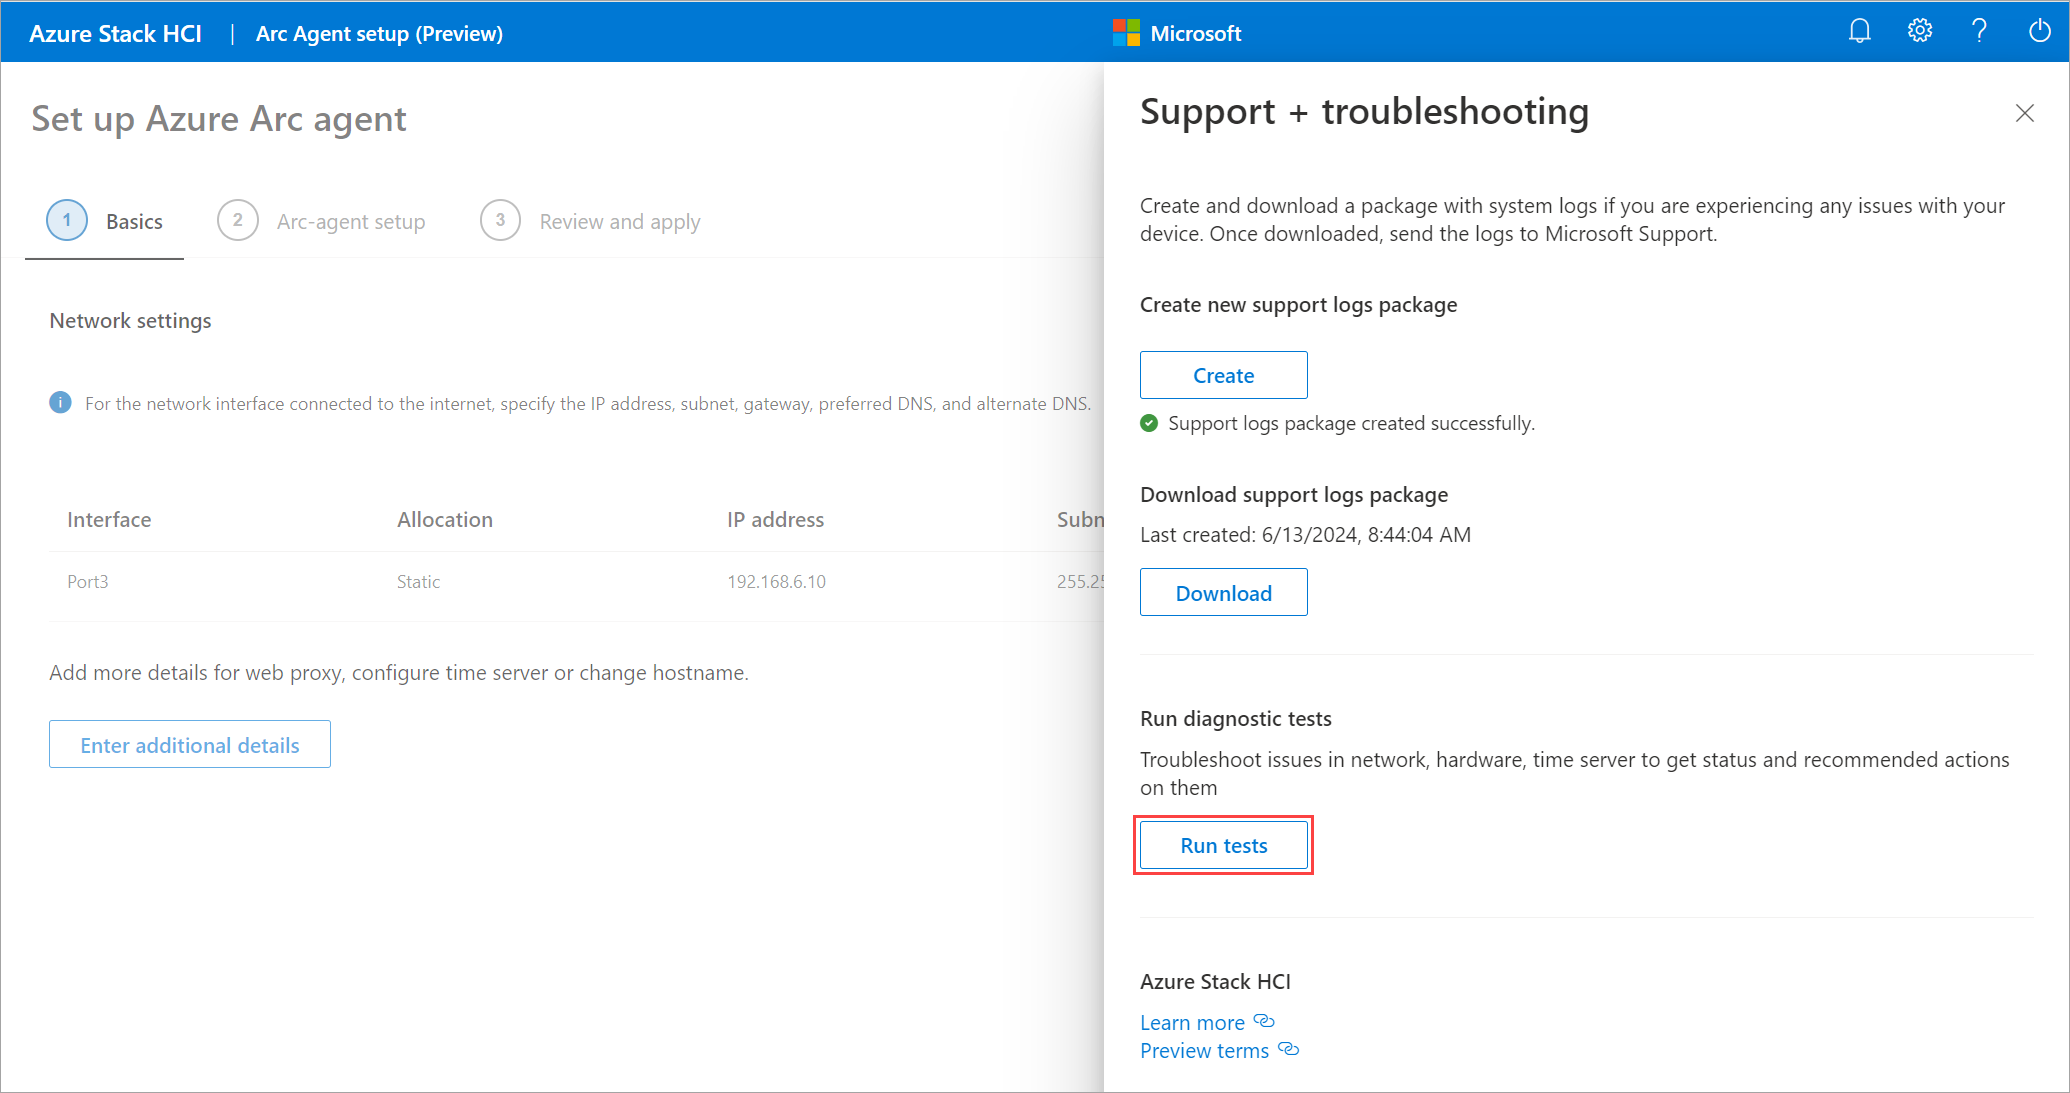 Azure Stack HCI | Arc Agent setup (Preview)
Microsoft
Set up Azure Arc agent
1 Basics
2 Arc-agent setup
3 Review and apply
Network settings
For the network interface connected to the internet, specify the IP address, subnet, gateway, preferred DNS, and alternate DNS.
Interface Allocation IP address Subn
Port3 Static 192.168.6.10 255.25
Add more details for web proxy, configure time server or change hostname.
Enter additional details
Support + troubleshooting
Create and download a package with system logs if you are experiencing any issues with your
device. Once downloaded, send the logs to Microsoft Support.
Create new support logs package
Create
Support logs package created successfully.
Download support logs package
Last created: 6/13/2024, 8:44:04 AM
Download
Run diagnostic tests
Troubleshoot issues in network, hardware, time server to get status and recommended actions
on them
Run tests
Azure Stack HCI
Learn more
Preview terms